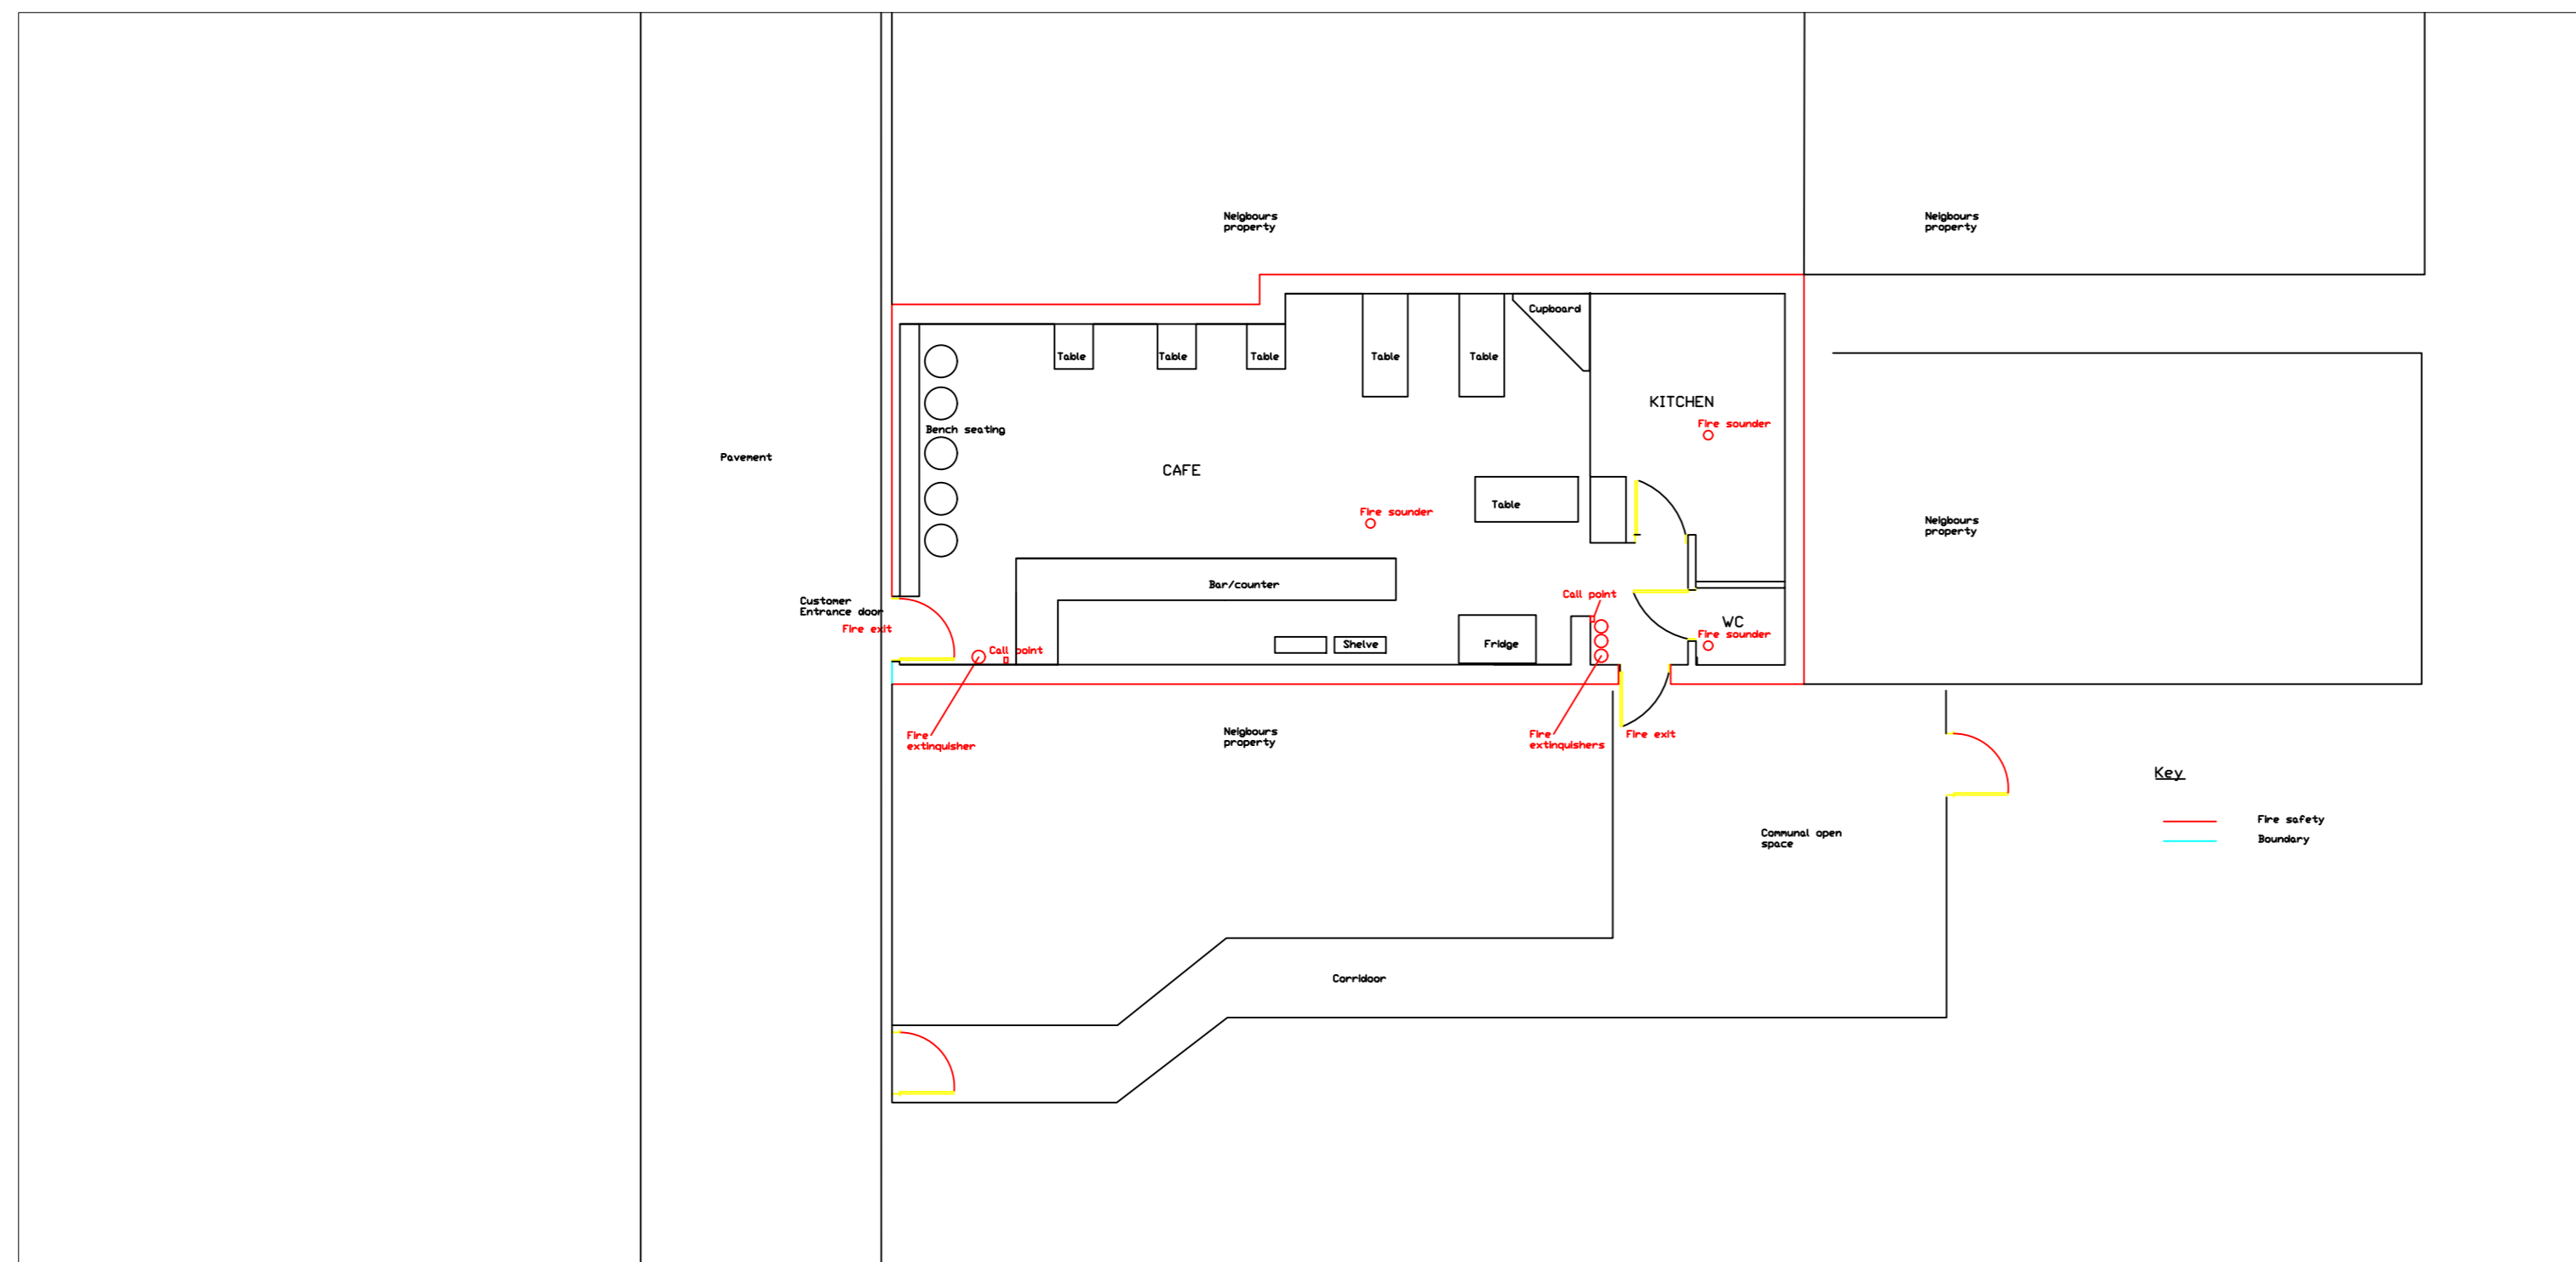 Neigbours
property
Neigbours
property
Cupboard
Table
Table
Table
Table
Table
KITCHEN
Fire sounder
Bench seating
Pavement
CAFE
Table
Fire sounder
Neigbours
property
Bar/counter
Call point
Customer
Entrance door
Fire exit
WC
Fire sounder
Shelve
Fridge
Call point
Fire
extinquisher
Neigbours
property
Fire
extinquishers
Fire exit
Key
Fire safety
Boundary
Communal open
space
Corridoor